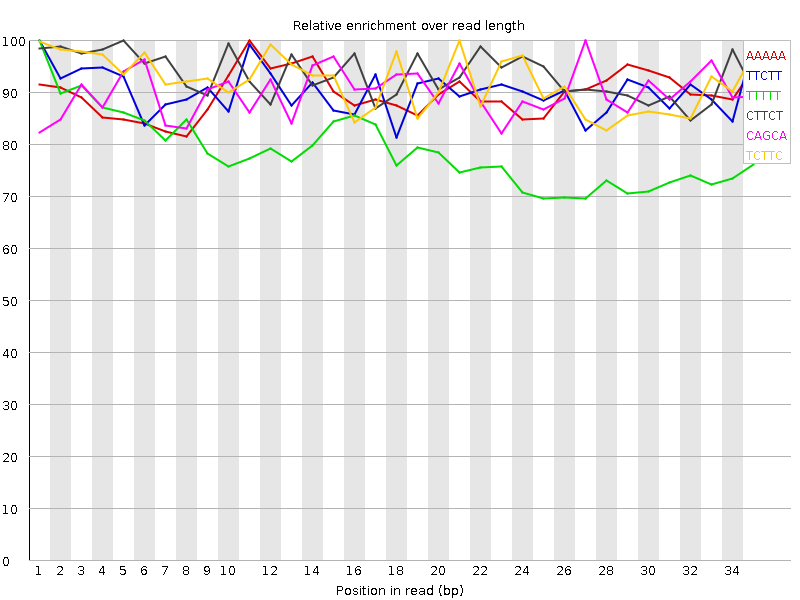 Relative enrichment over read length
100
90
80
70
60
50
40
30
20
10
0
AAAAA
TTCTT
TTTTT
CTTCT
CAGCA
TCTTC
1 2 3 4 5 6 7 8 9 10 12 14 16 18 20 22 24 26 28 30 32 34
Position in read (bp)